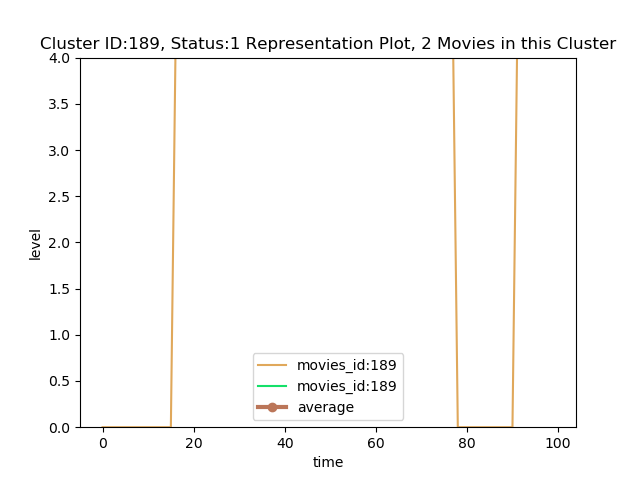 Cluster ID:189, Status:1 Representation Plot, 2 Movies in this Cluster
4.0
3.5
3.0
2.5
2.0
1.5
1.0
0.5
0.0
level
movies_id:189
movies_id:189
average
0 20 40 60 80 100
time